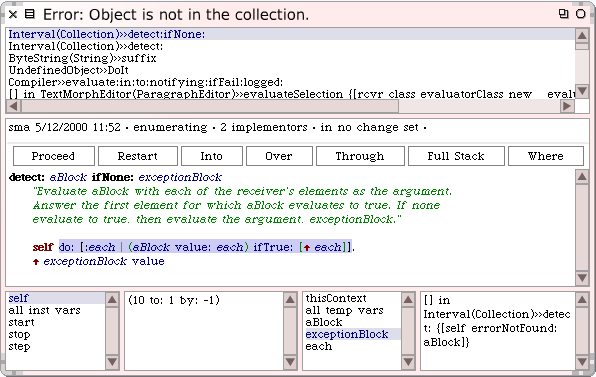 Error: Object is not in the collection.
Interval(Collection)>>detect:ifNone:
Interval(Collection)>>detect:
ByteString(String)>>suffix
UndefinedObject>>DoIt
Compiler>>evaluate:in:to:notifying:ifFail:logged:
[] in TextMorphEditor(ParagraphEditor)>>evaluateSelection {[rcvr class evaluatorClass new evalu
sma 5/12/2000 11:52 · enumerating · 2 implementors · in no change set ·
Proceed Restart Into Over Through Full Stack Where
detect: aBlock ifNone: exceptionBlock
"Evaluate aBlock with each of the receiver's elements as the argument.
Answer the first element for which aBlock evaluates to true. If none
evaluate to true, then evaluate the argument, exceptionBlock."
self do: [:each | (aBlock value: each) ifTrue: [↑ each]].
↑ exceptionBlock value
self
all inst vars
start
stop
step
(10 to: 1 by: -1)
thisContext
all temp vars
aBlock
exceptionBlock
each
[] in
Interval(Collection)>>detec
t: {[self errorNotFound:
aBlock]}